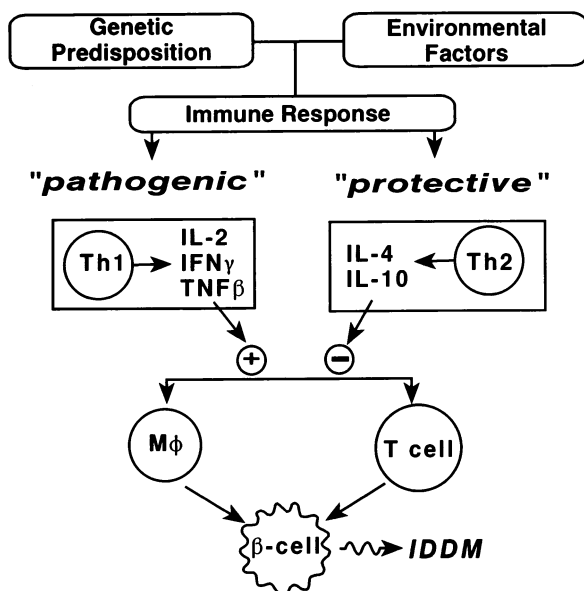 Genetic
Predisposition
Environmental
Factors
Immune Response
"pathogenic"
"protective"
Th1
IL-2
IFNγ
TNFβ
IL-4
IL-10
Th2
+
−
Mϕ
T cell
β-cell
IDDM